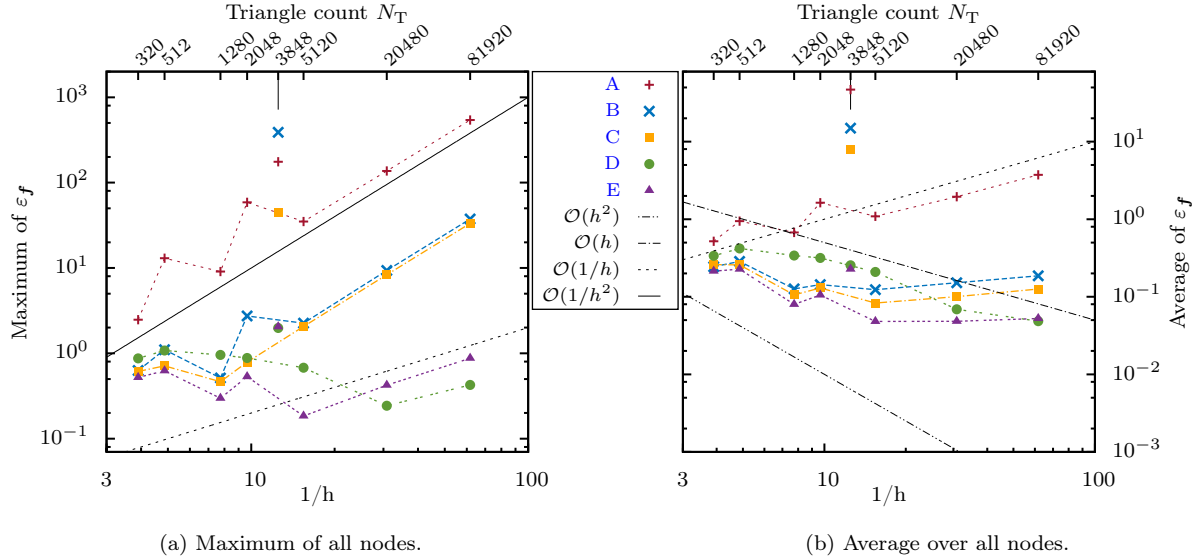 Triangle count N_T
320 512 1280 2048 3848 5120 20480 81920
Maximum of ε_f
10^3
10^2
10^1
10^0
10^−1
3 10 100
1/h
(a) Maximum of all nodes.
A
B
C
D
E
O(h^2)
O(h)
O(1/h)
O(1/h^2)
Triangle count N_T
320 512 1280 2048 3848 5120 20480 81920
10^1
10^0
10^−1
10^−2
10^−3
Average of ε_f
3 10 100
1/h
(b) Average over all nodes.